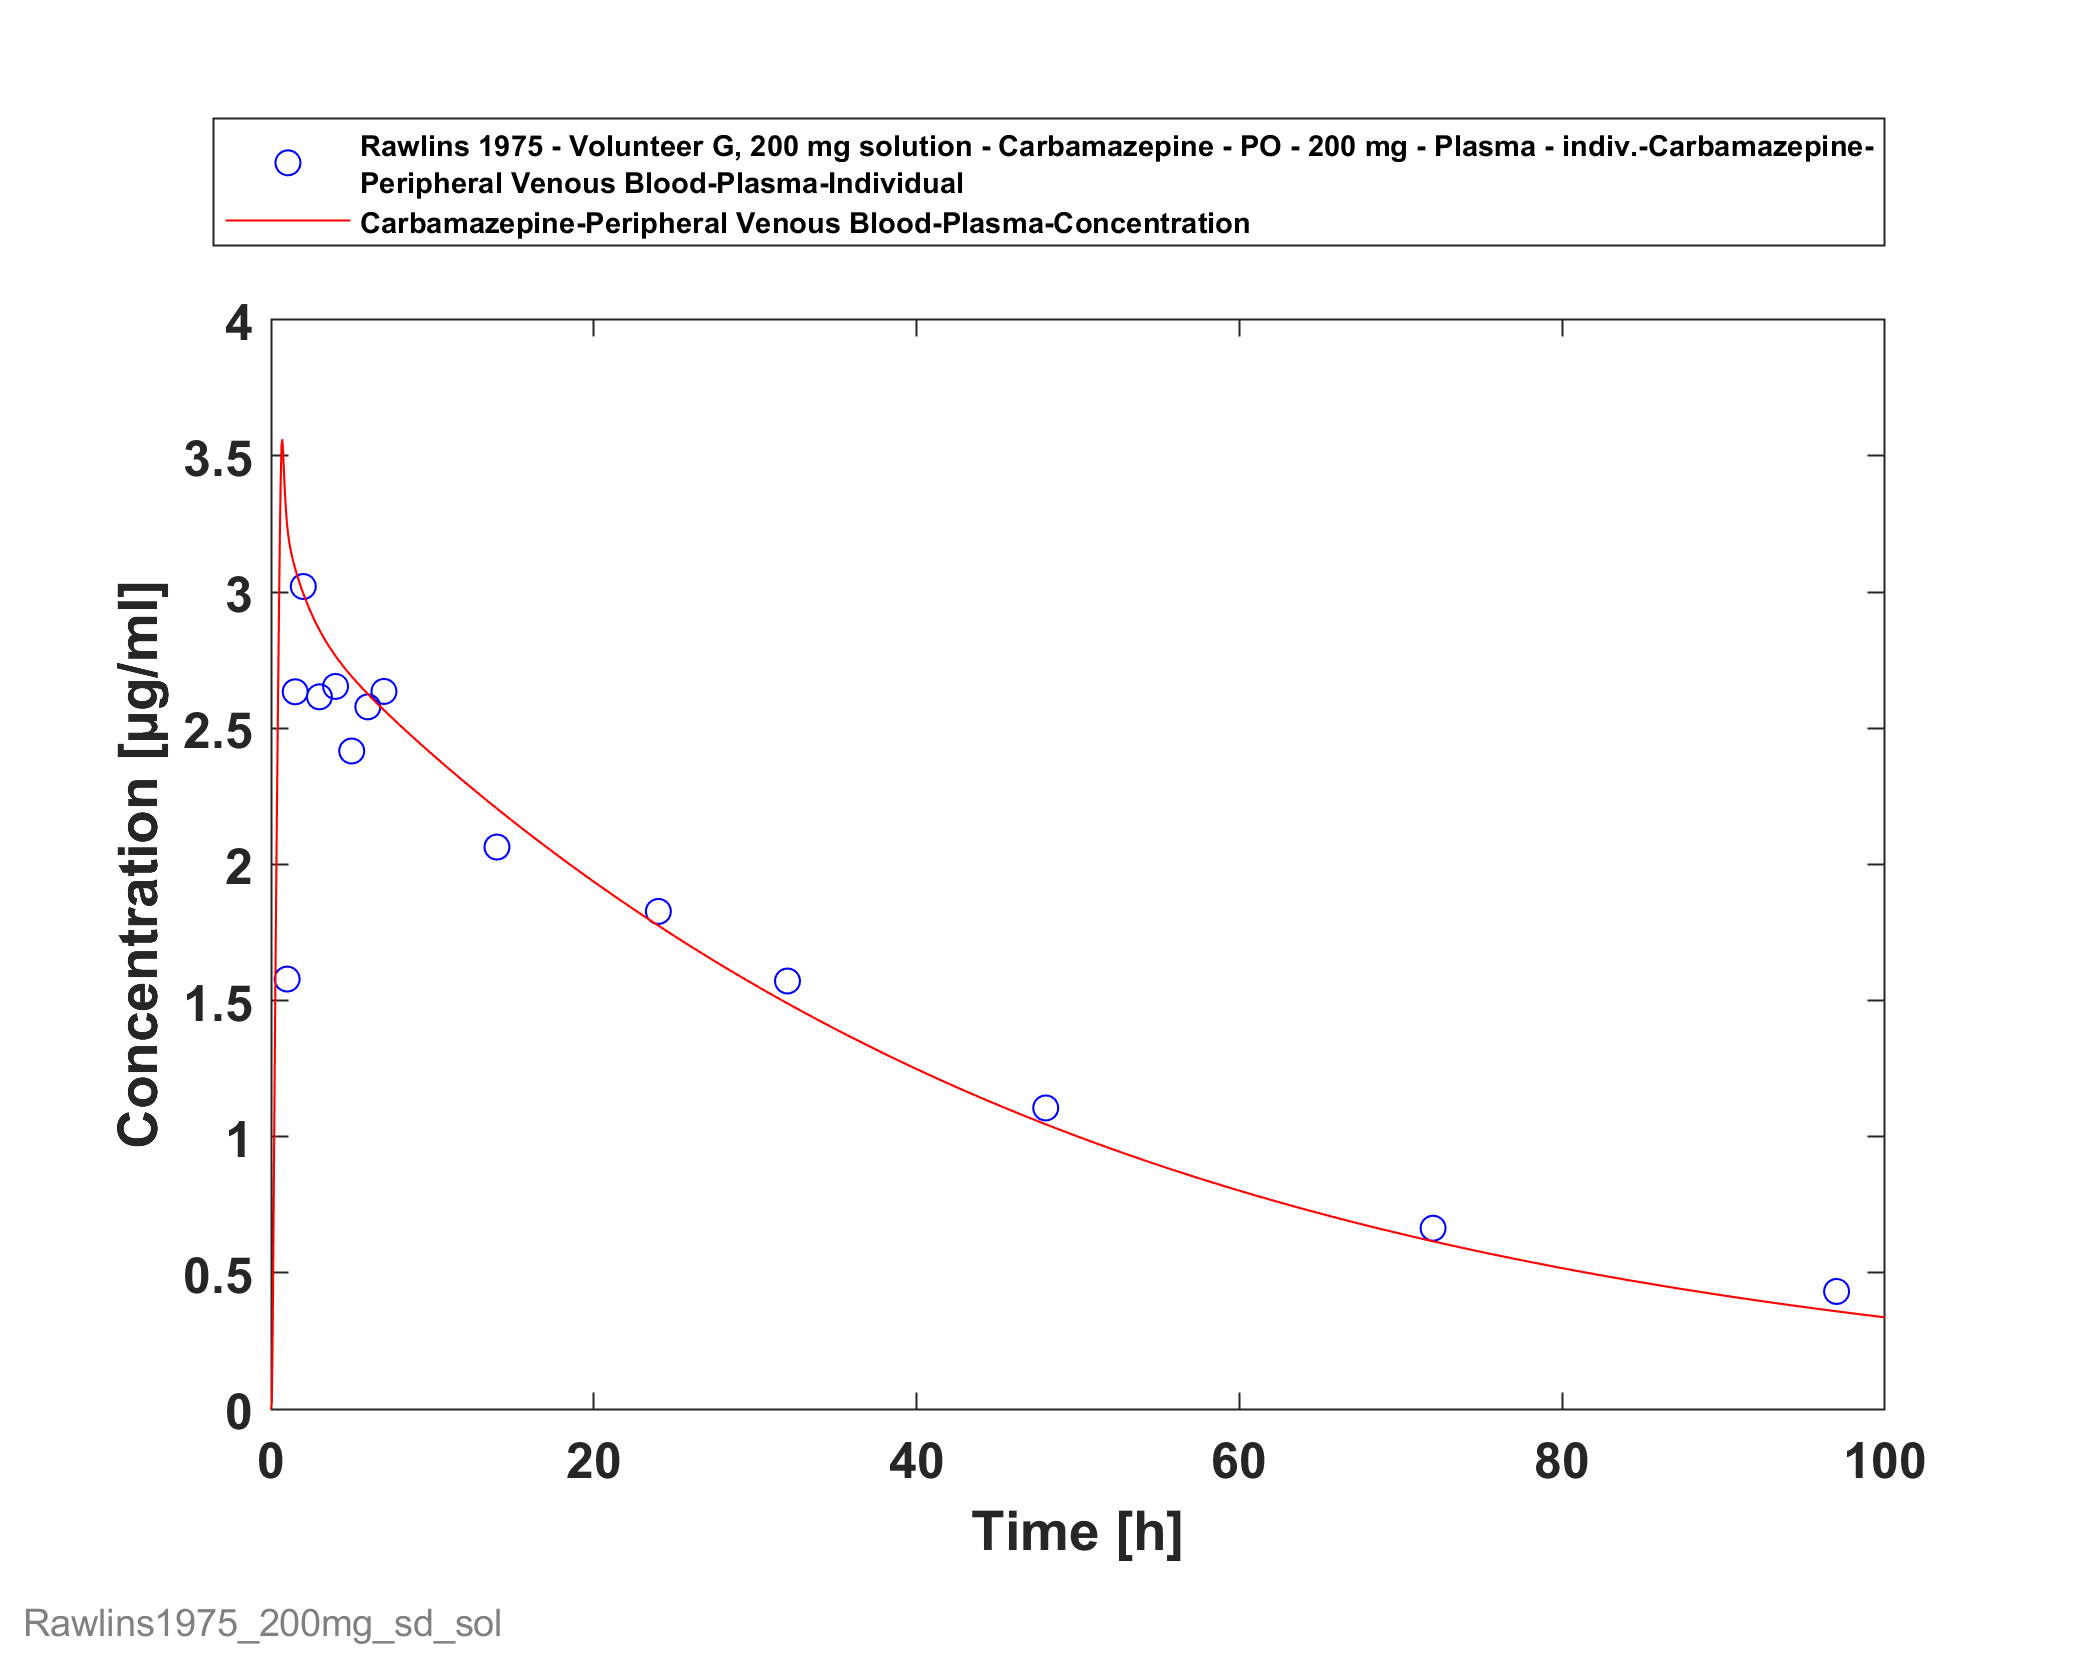 Rawlins 1975 - Volunteer G, 200 mg solution - Carbamazepine - PO - 200 mg - Plasma - indiv.-Carbamazepine-
Peripheral Venous Blood-Plasma-Individual
Carbamazepine-Peripheral Venous Blood-Plasma-Concentration
4
3.5
3
2.5
2
1.5
1
0.5
0
Concentration [µg/ml]
0 20 40 60 80 100
Time [h]
Rawlins1975_200mg_sd_sol